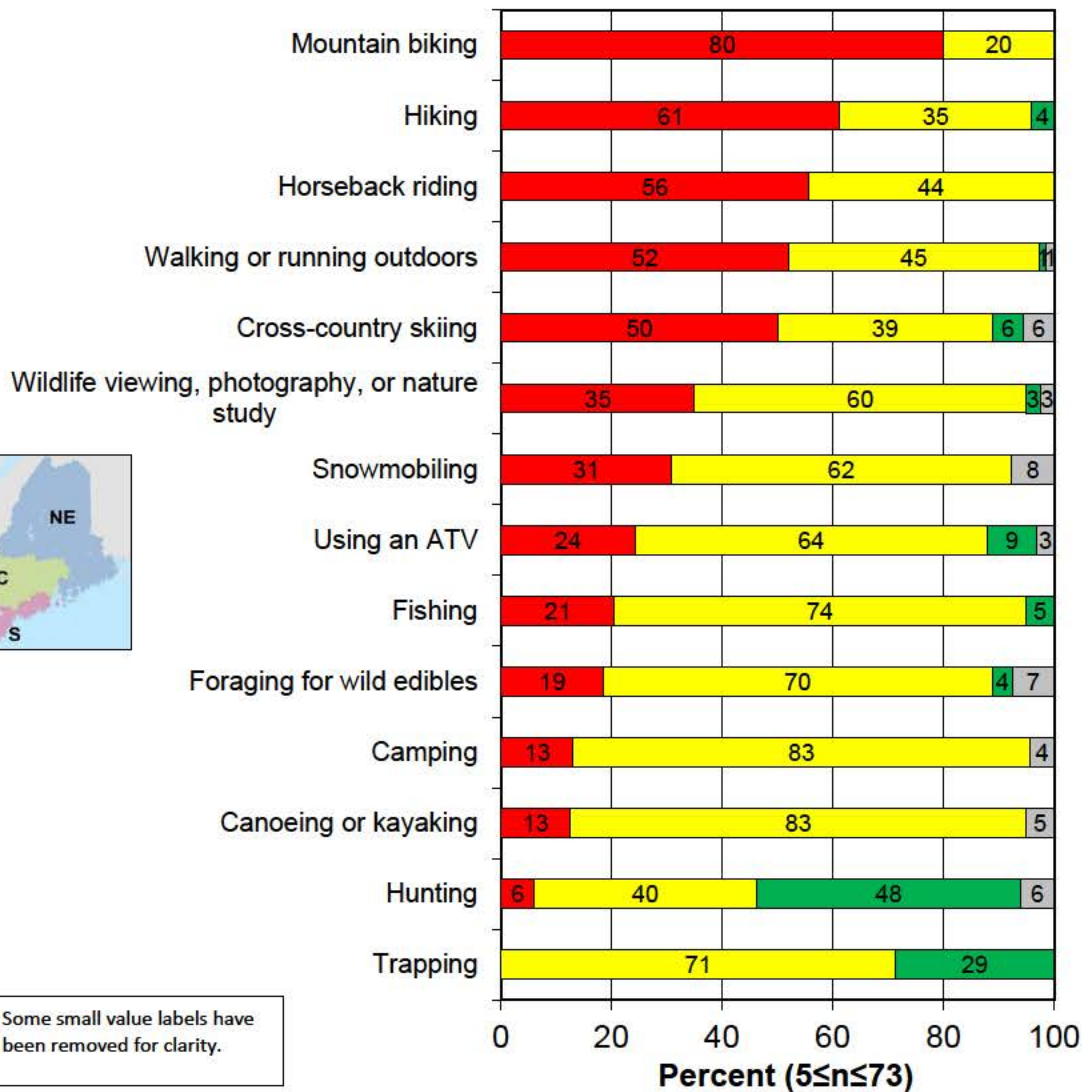 Mountain biking 80 20
Hiking 61 35 4
Horseback riding 56 44
Walking or running outdoors 52 45 1 1
Cross-country skiing 50 39 6 6
Wildlife viewing, photography, or nature
study 35 60 3 3
Snowmobiling 31 62 8
NE
Using an ATV 24 64 9 3
C
Fishing 21 74 5
S
Foraging for wild edibles 19 70 4 7
Camping 13 83 4
Canoeing or kayaking 13 83 5
Hunting 6 40 48 6
Trapping 71 29
Some small value labels have
been removed for clarity.
0 20 40 60 80 100
Percent (5≤n≤73)